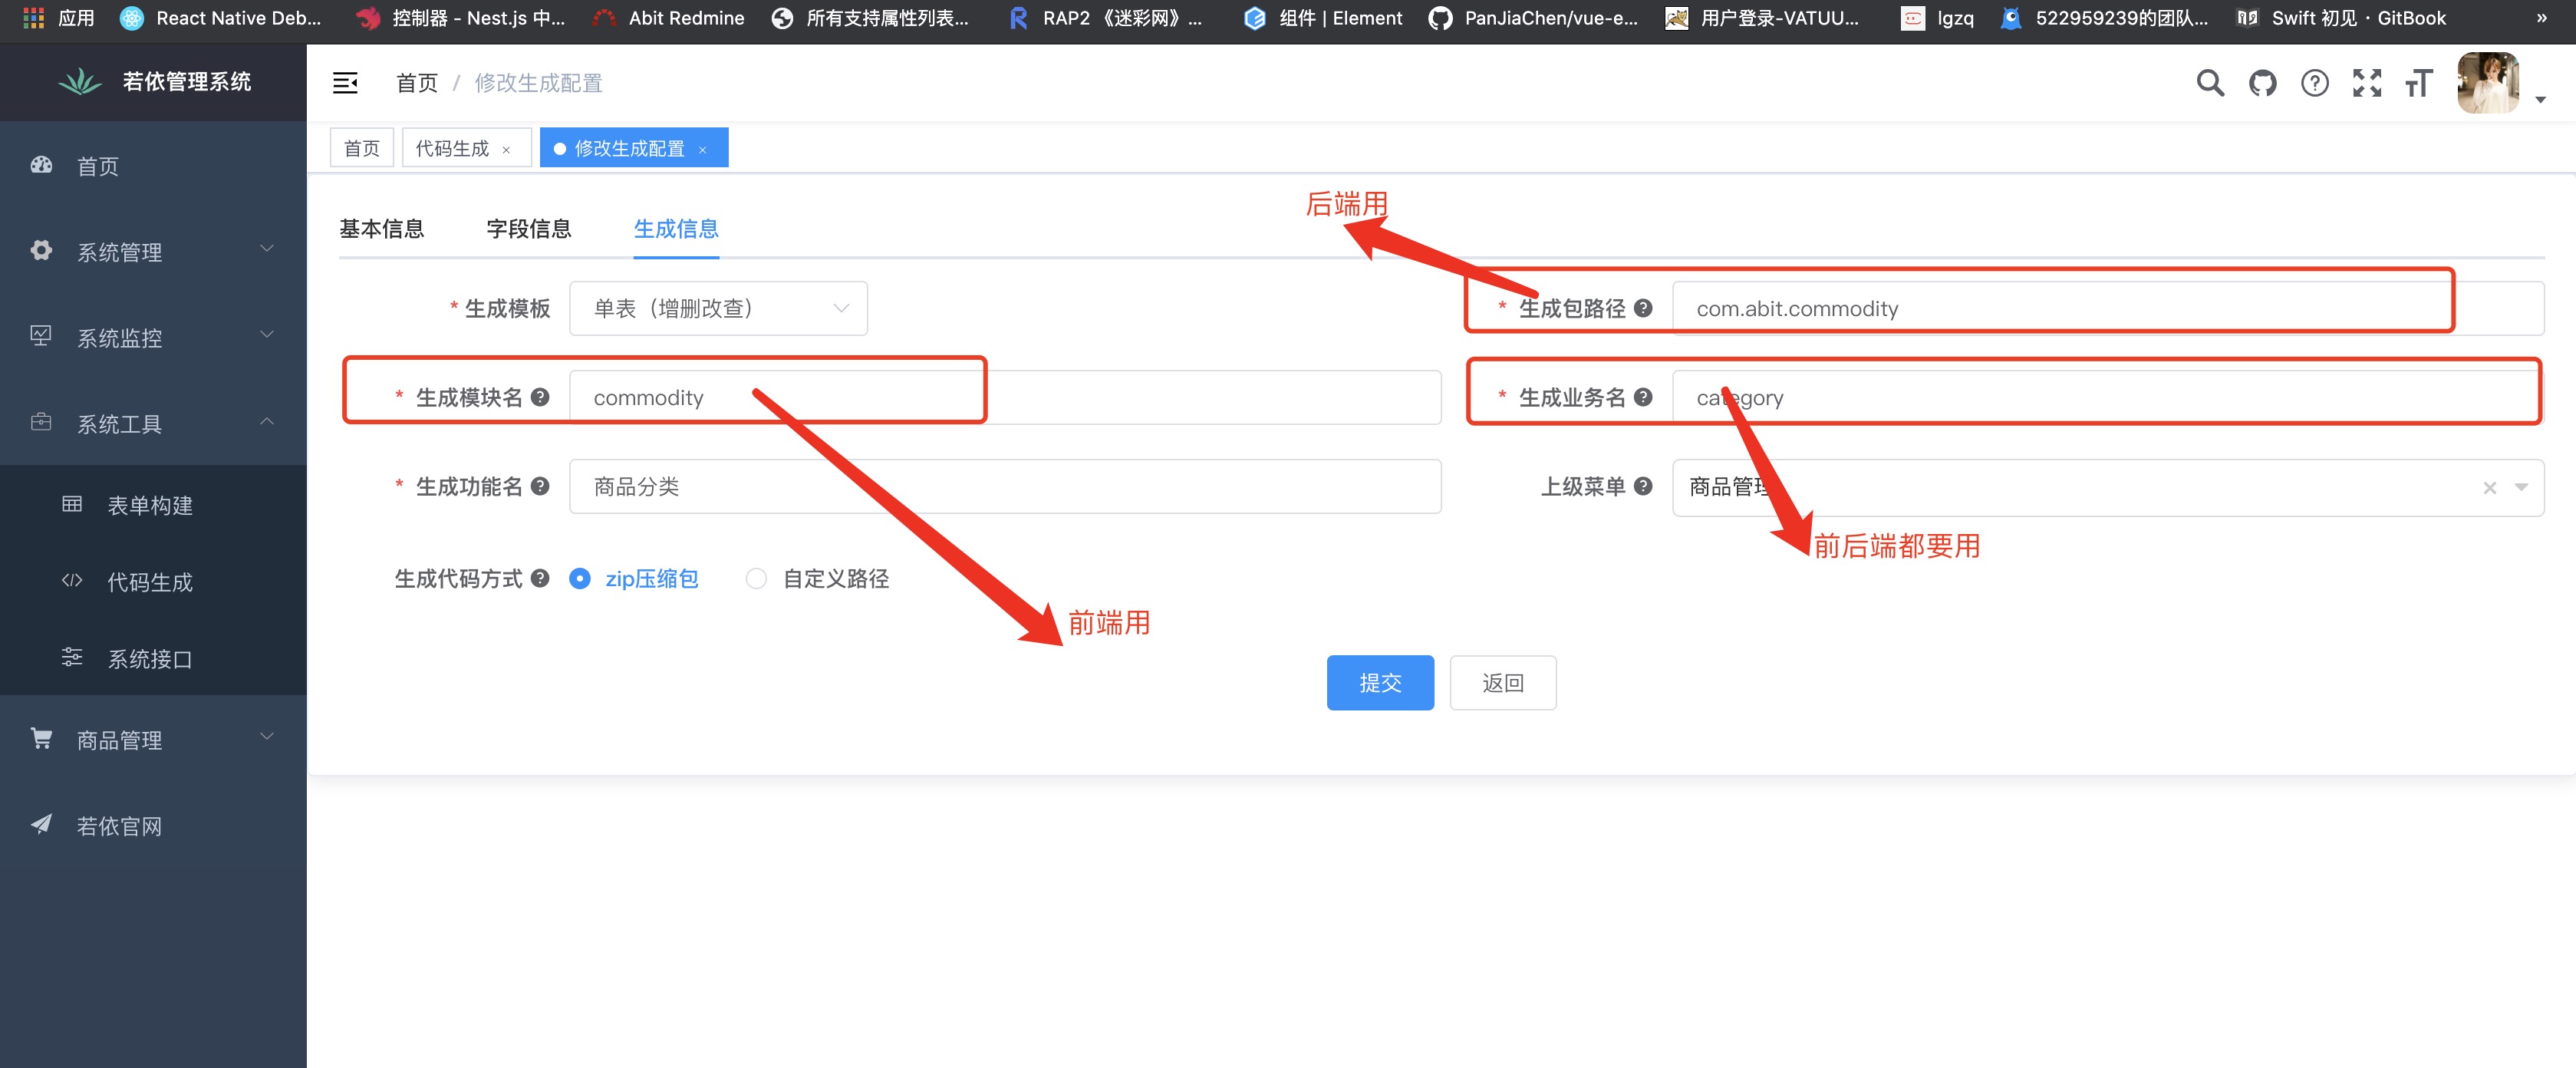 应用 React Native Deb... 控制器 - Nest.js 中... Abit Redmine 所有支持属性列表... RAP2 《迷彩网》... 组件 | Element PanJiaChen/vue-e... 用户登录-VATUU... lgzq 522959239的团队... Swift 初见 · GitBook »
若依管理系统
首页 / 修改生成配置
首页
系统管理
系统监控
系统工具
表单构建
代码生成
系统接口
商品管理
若依官网
首页 代码生成 × 修改生成配置 ×
后端用
基本信息 字段信息 生成信息
* 生成模板 单表（增删改查） * 生成包路径 com.abit.commodity
* 生成模块名 commodity * 生成业务名 category
* 生成功能名 商品分类 上级菜单 商品管理
前后端都要用
生成代码方式 zip压缩包 自定义路径
前端用
提交 返回